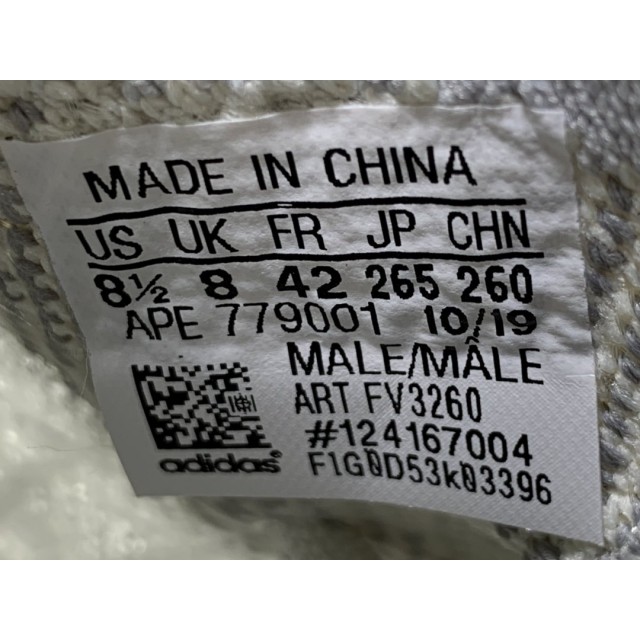 MADE IN CHINA
US UK FR JP CHN
8½ 8 42 265 260
APE 779001 10/19
MALE/MÂLE
ART FV3260
#124167004
adidas F1G0D53k03396